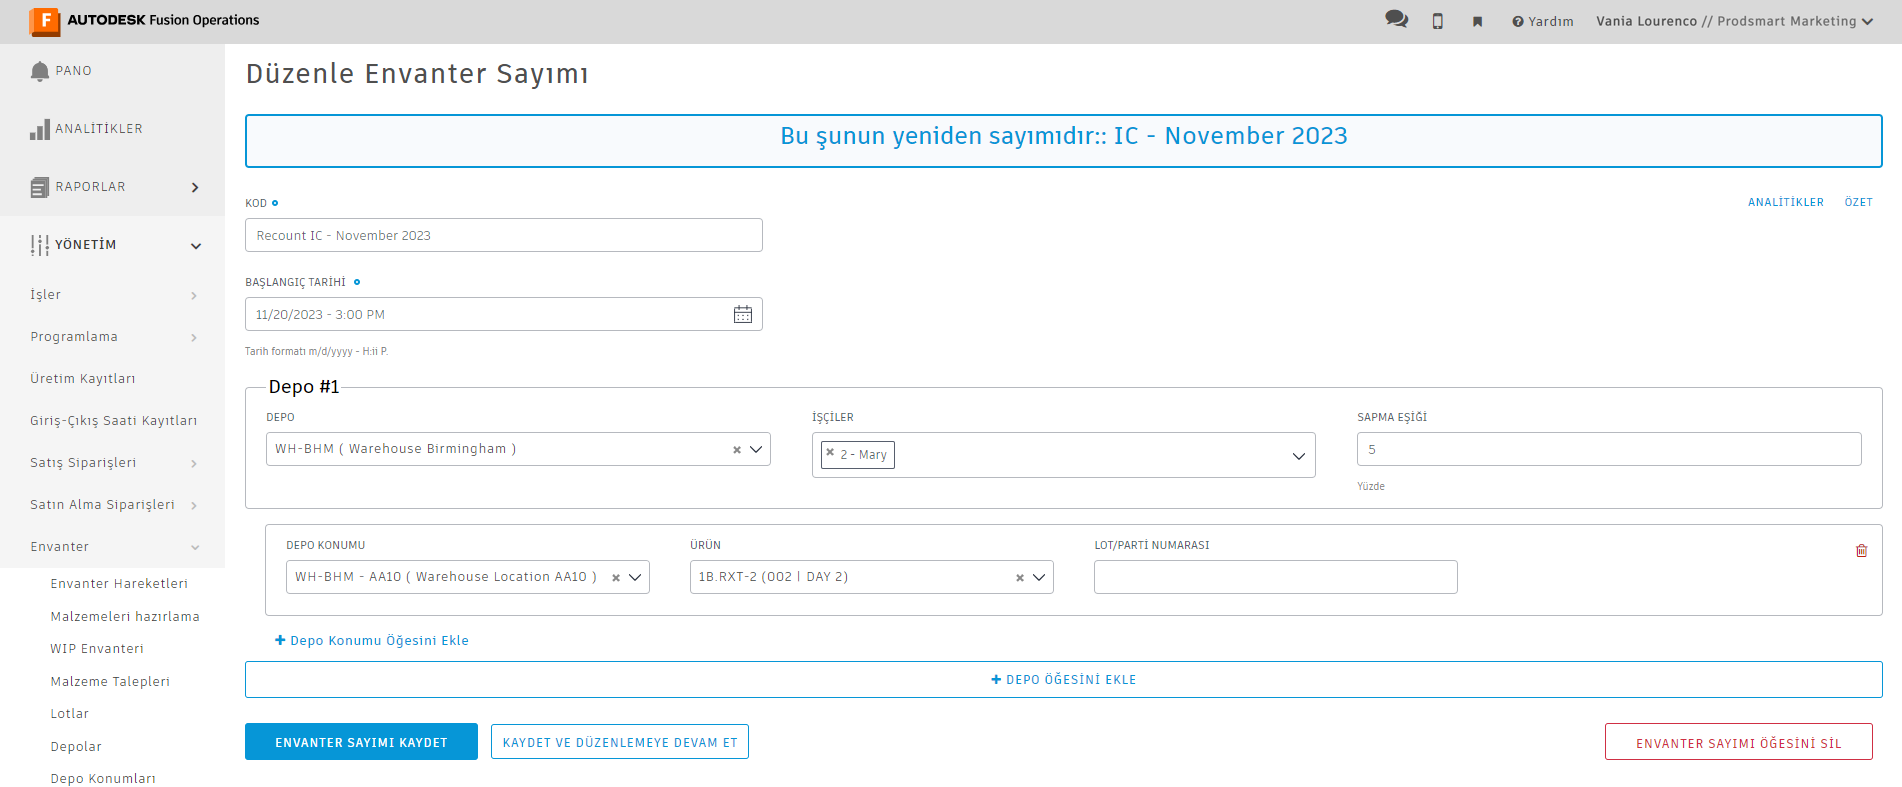 AUTODESK Fusion Operations
Yardım
Vania Lourenco // Prodsmart Marketing
PANO
ANALİTİKLER
RAPORLAR
YÖNETİM
İşler
Programlama
Üretim Kayıtları
Giriş-Çıkış Saati Kayıtları
Satış Siparişleri
Satın Alma Siparişleri
Envanter
Envanter Hareketleri
Malzemeleri hazırlama
WIP Envanteri
Malzeme Talepleri
Lotlar
Depolar
Depo Konumları
Düzenle Envanter Sayımı
Bu şunun yeniden sayımıdır:: IC - November 2023
ANALİTİKLER ÖZET
KOD
Recount IC - November 2023
BAŞLANGIÇ TARİHİ
11/20/2023 - 3:00 PM
Tarih formatı m/d/yyyy - H:ii P.
Depo #1
DEPO
WH-BHM ( Warehouse Birmingham )
İŞÇİLER
2 - Mary
SAPMA EŞİĞİ
5
Yüzde
DEPO KONUMU
WH-BHM - AA10 ( Warehouse Location AA10 )
ÜRÜN
1B.RXT-2 (002 | DAY 2)
LOT/PARTİ NUMARASI
+ Depo Konumu Öğesini Ekle
+ DEPO ÖĞESİNİ EKLE
ENVANTER SAYIMI KAYDET
KAYDET VE DÜZENLEMEYE DEVAM ET
ENVANTER SAYIMI ÖĞESİNİ SİL